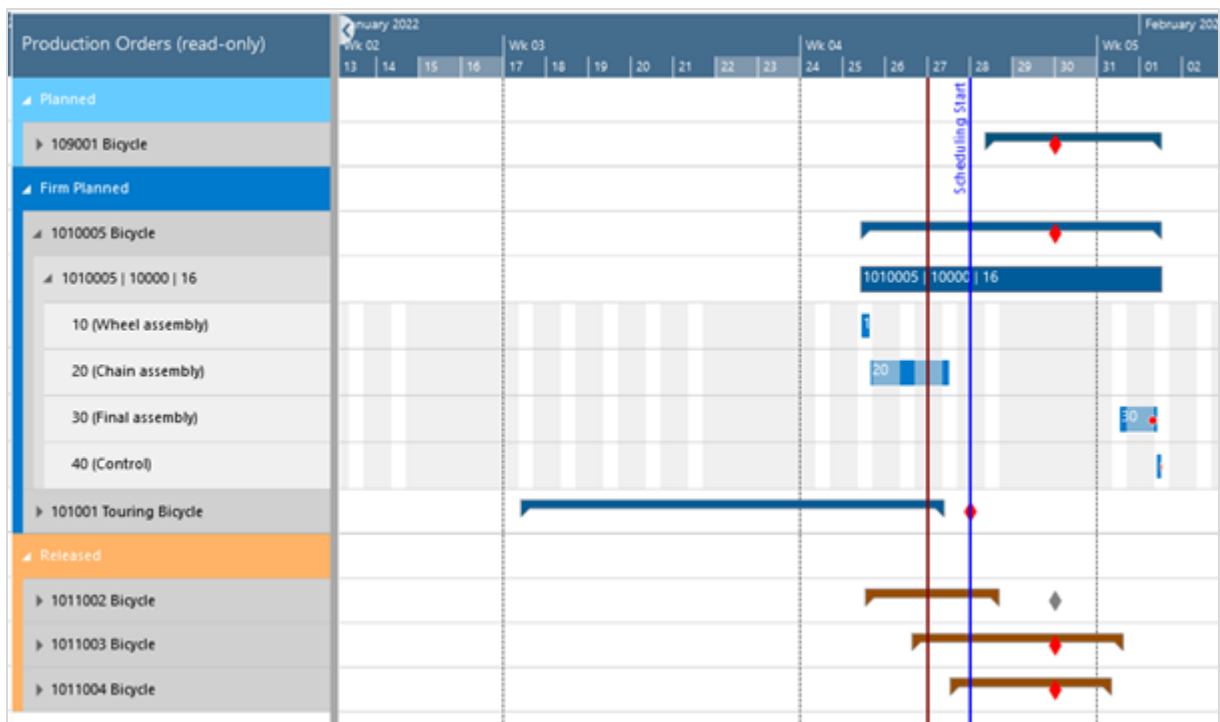 Production Orders (read-only)
anuary 2022
February 202
Wk 02
Wk 03
Wk 04
Wk 05
13 14 15 16 17 18 19 20 21 22 23 24 25 26 27 28 29 30 31 01 02
Planned
Scheduling Start
109001 Bicycle
Firm Planned
1010005 Bicycle
1010005 | 10000 | 16
1010005 | 10000 | 16
10 (Wheel assembly)
1
20 (Chain assembly)
20
30 (Final assembly)
30
40 (Control)
101001 Touring Bicycle
Released
1011002 Bicycle
1011003 Bicycle
1011004 Bicycle